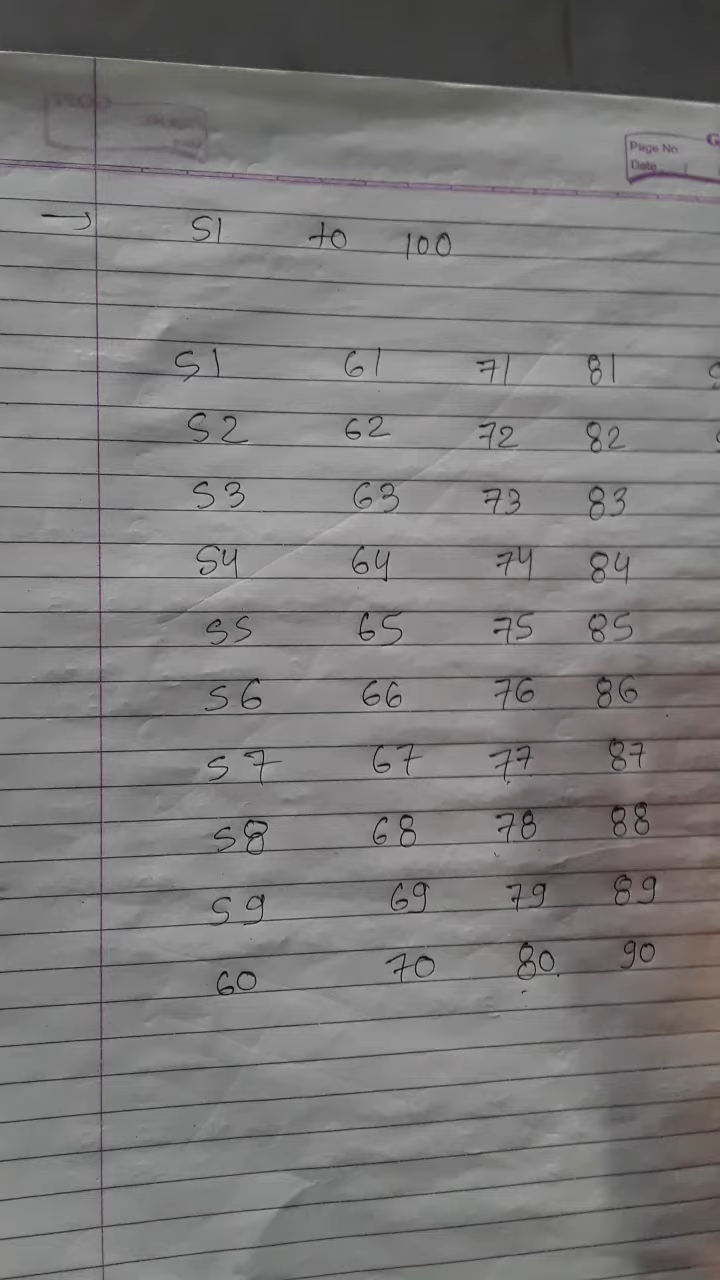 Page No
Date
→ 51 to 100
51 61 71 81
52 62 72 82
53 63 73 83
54 64 74 84
55 65 75 85
56 66 76 86
57 67 77 87
58 68 78 88
59 69 79 89
60 70 80 90